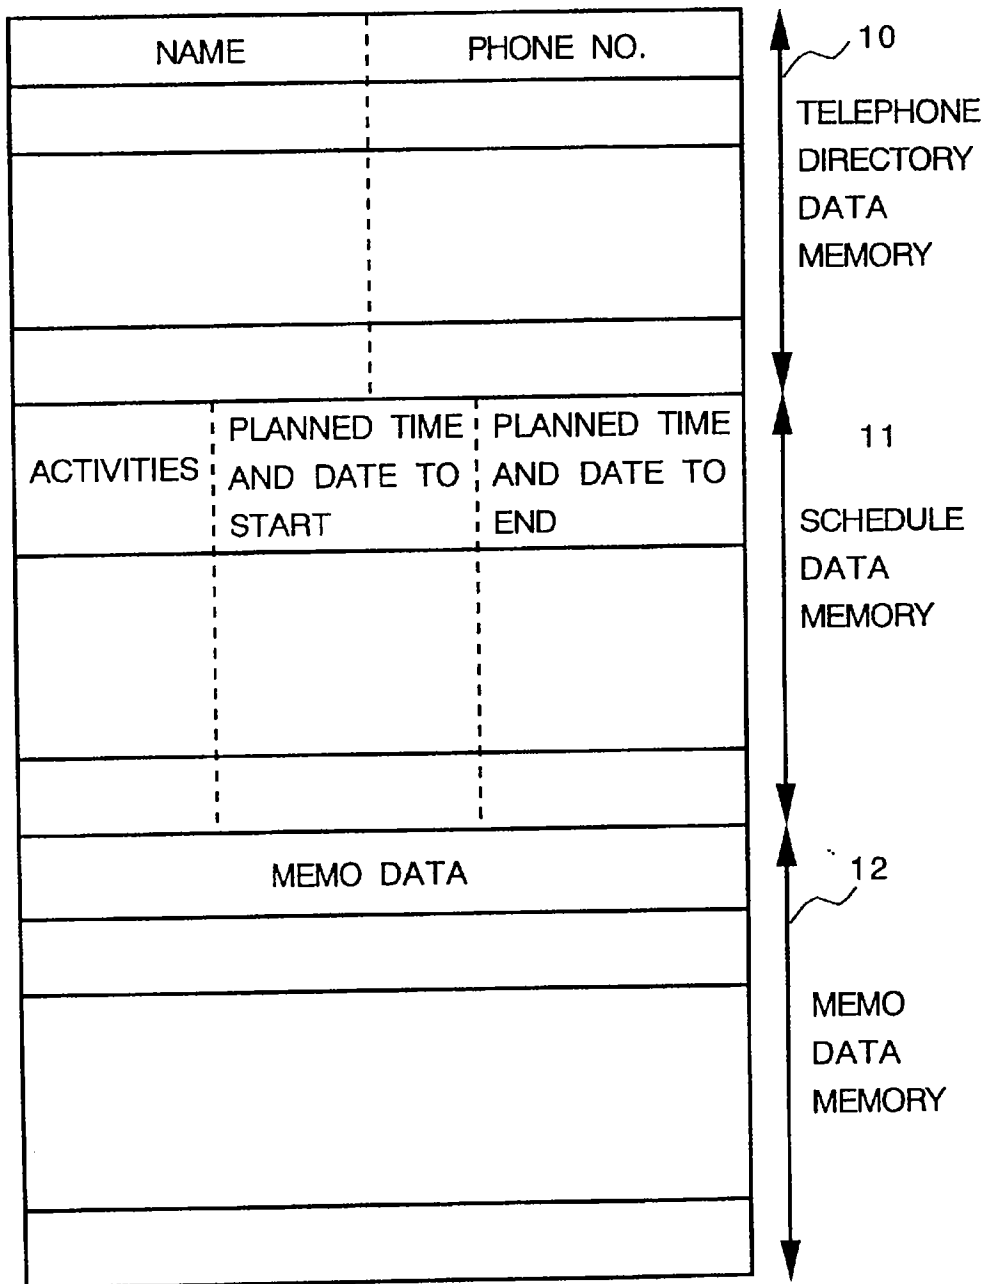 NAME
PHONE NO.
10
TELEPHONE
DIRECTORY
DATA
MEMORY
ACTIVITIES
PLANNED TIME
AND DATE TO
START
PLANNED TIME
AND DATE TO
END
11
SCHEDULE
DATA
MEMORY
MEMO DATA
12
MEMO
DATA
MEMORY